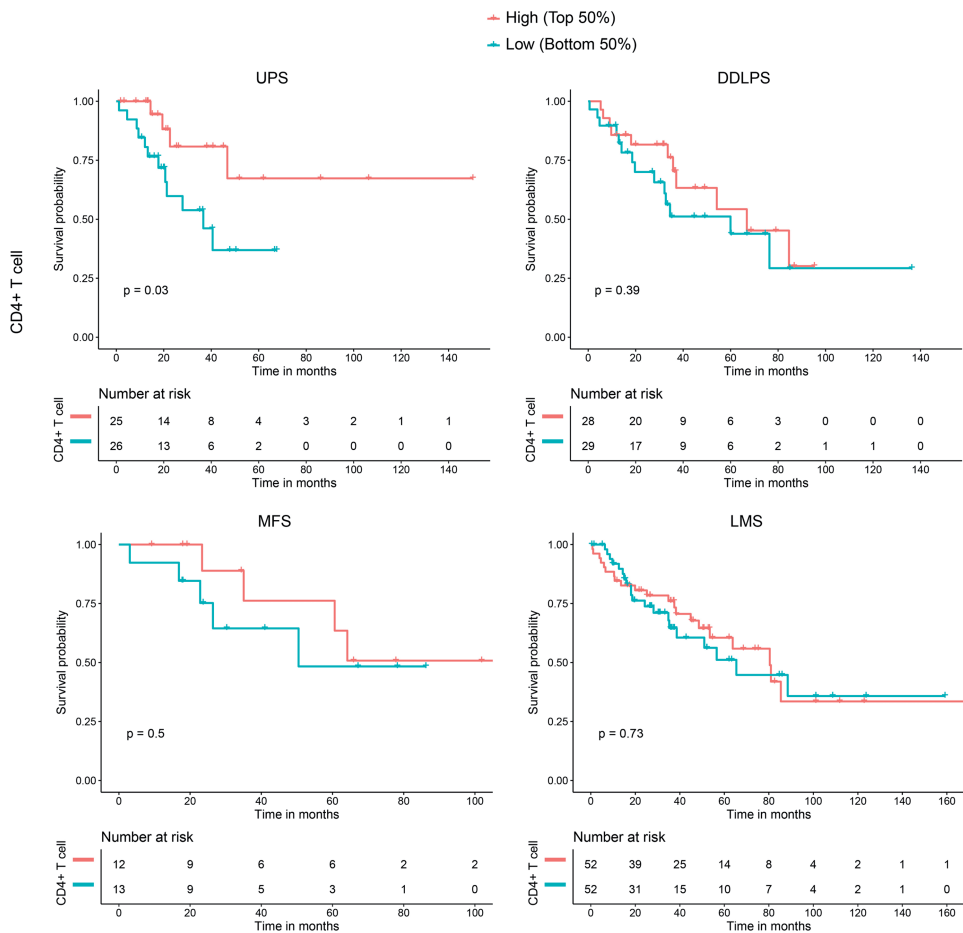 High (Top 50%)
Low (Bottom 50%)
CD4+ T cell
UPS
Survival probability
1.00
0.75
0.50
0.25
0.00
p = 0.03
0 20 40 60 80 100 120 140
Time in months
Number at risk
CD4+ T cell
25 14 8 4 3 2 1 1
26 13 6 2 0 0 0 0
0 20 40 60 80 100 120 140
Time in months
DDLPS
Survival probability
1.00
0.75
0.50
0.25
0.00
p = 0.39
0 20 40 60 80 100 120 140
Time in months
Number at risk
CD4+ T cell
28 20 9 6 3 0 0 0
29 17 9 6 2 1 1 0
0 20 40 60 80 100 120 140
Time in months
MFS
Survival probability
1.00
0.75
0.50
0.25
0.00
p = 0.5
0 20 40 60 80 100
Time in months
Number at risk
CD4+ T cell
12 9 6 6 2 2
13 9 5 3 1 0
0 20 40 60 80 100
Time in months
LMS
Survival probability
1.00
0.75
0.50
0.25
0.00
p = 0.73
0 20 40 60 80 100 120 140 160
Time in months
Number at risk
CD4+ T cell
52 39 25 14 8 4 2 1 1
52 31 15 10 7 4 2 1 0
0 20 40 60 80 100 120 140 160
Time in months